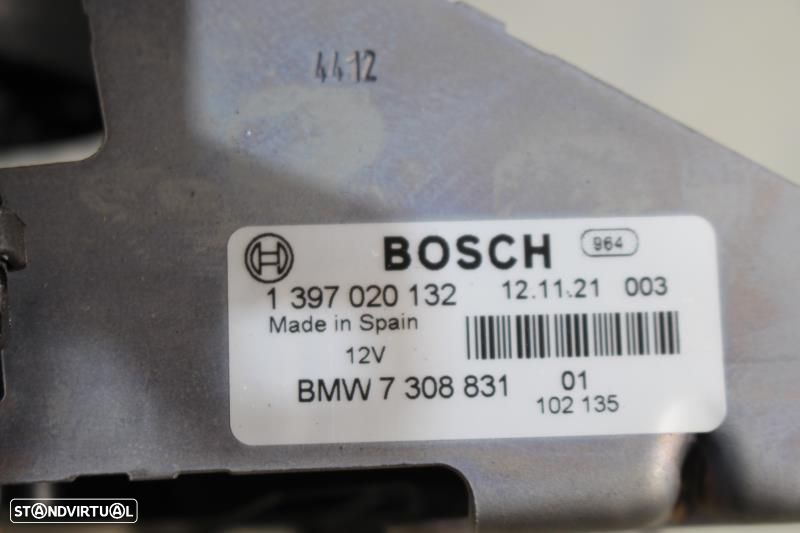 4412
BOSCH 964
1 397 020 132 12.11.21 003
Made in Spain
12V
BMW 7 308 831 01
102 135
STANDVIRTUAL